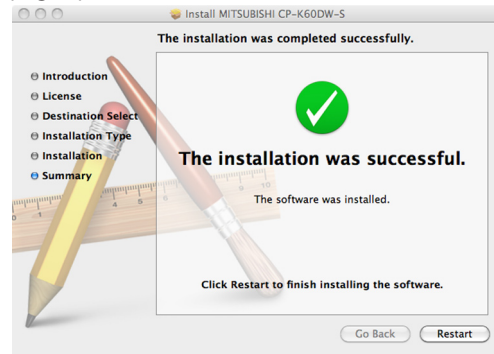 Install MITSUBISHI CP-K60DW-S
The installation was completed successfully.
Introduction
License
Destination Select
Installation Type
Installation
Summary
The installation was successful.
The software was installed.
Click Restart to finish installing the software.
Go Back
Restart